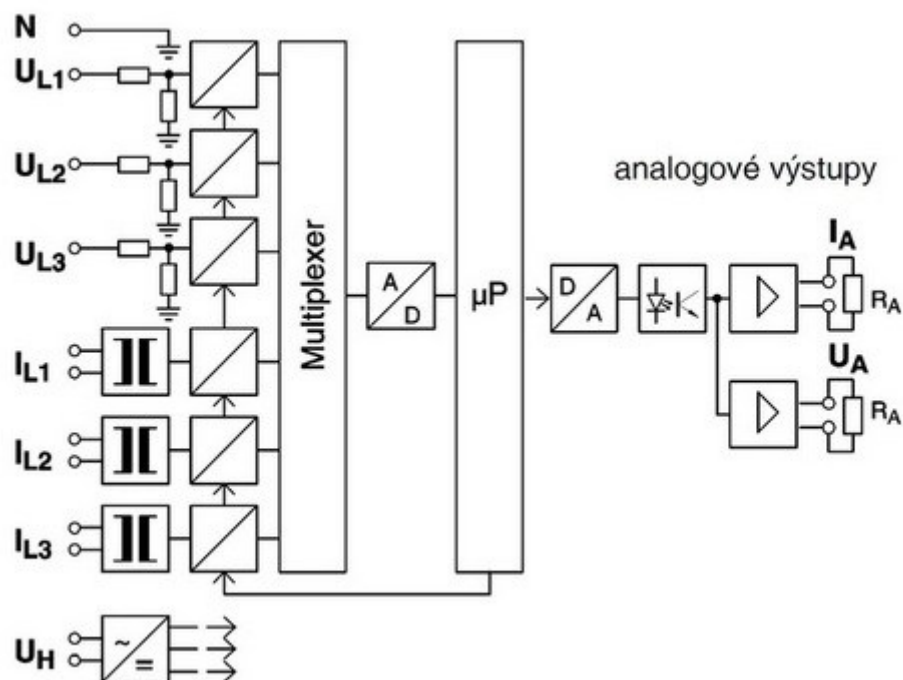 N
UL1
UL2
UL3
IL1
IL2
IL3
UH
~
=
Multiplexer
A
D
µP
D
A
analogové výstupy
IA
RA
UA
RA